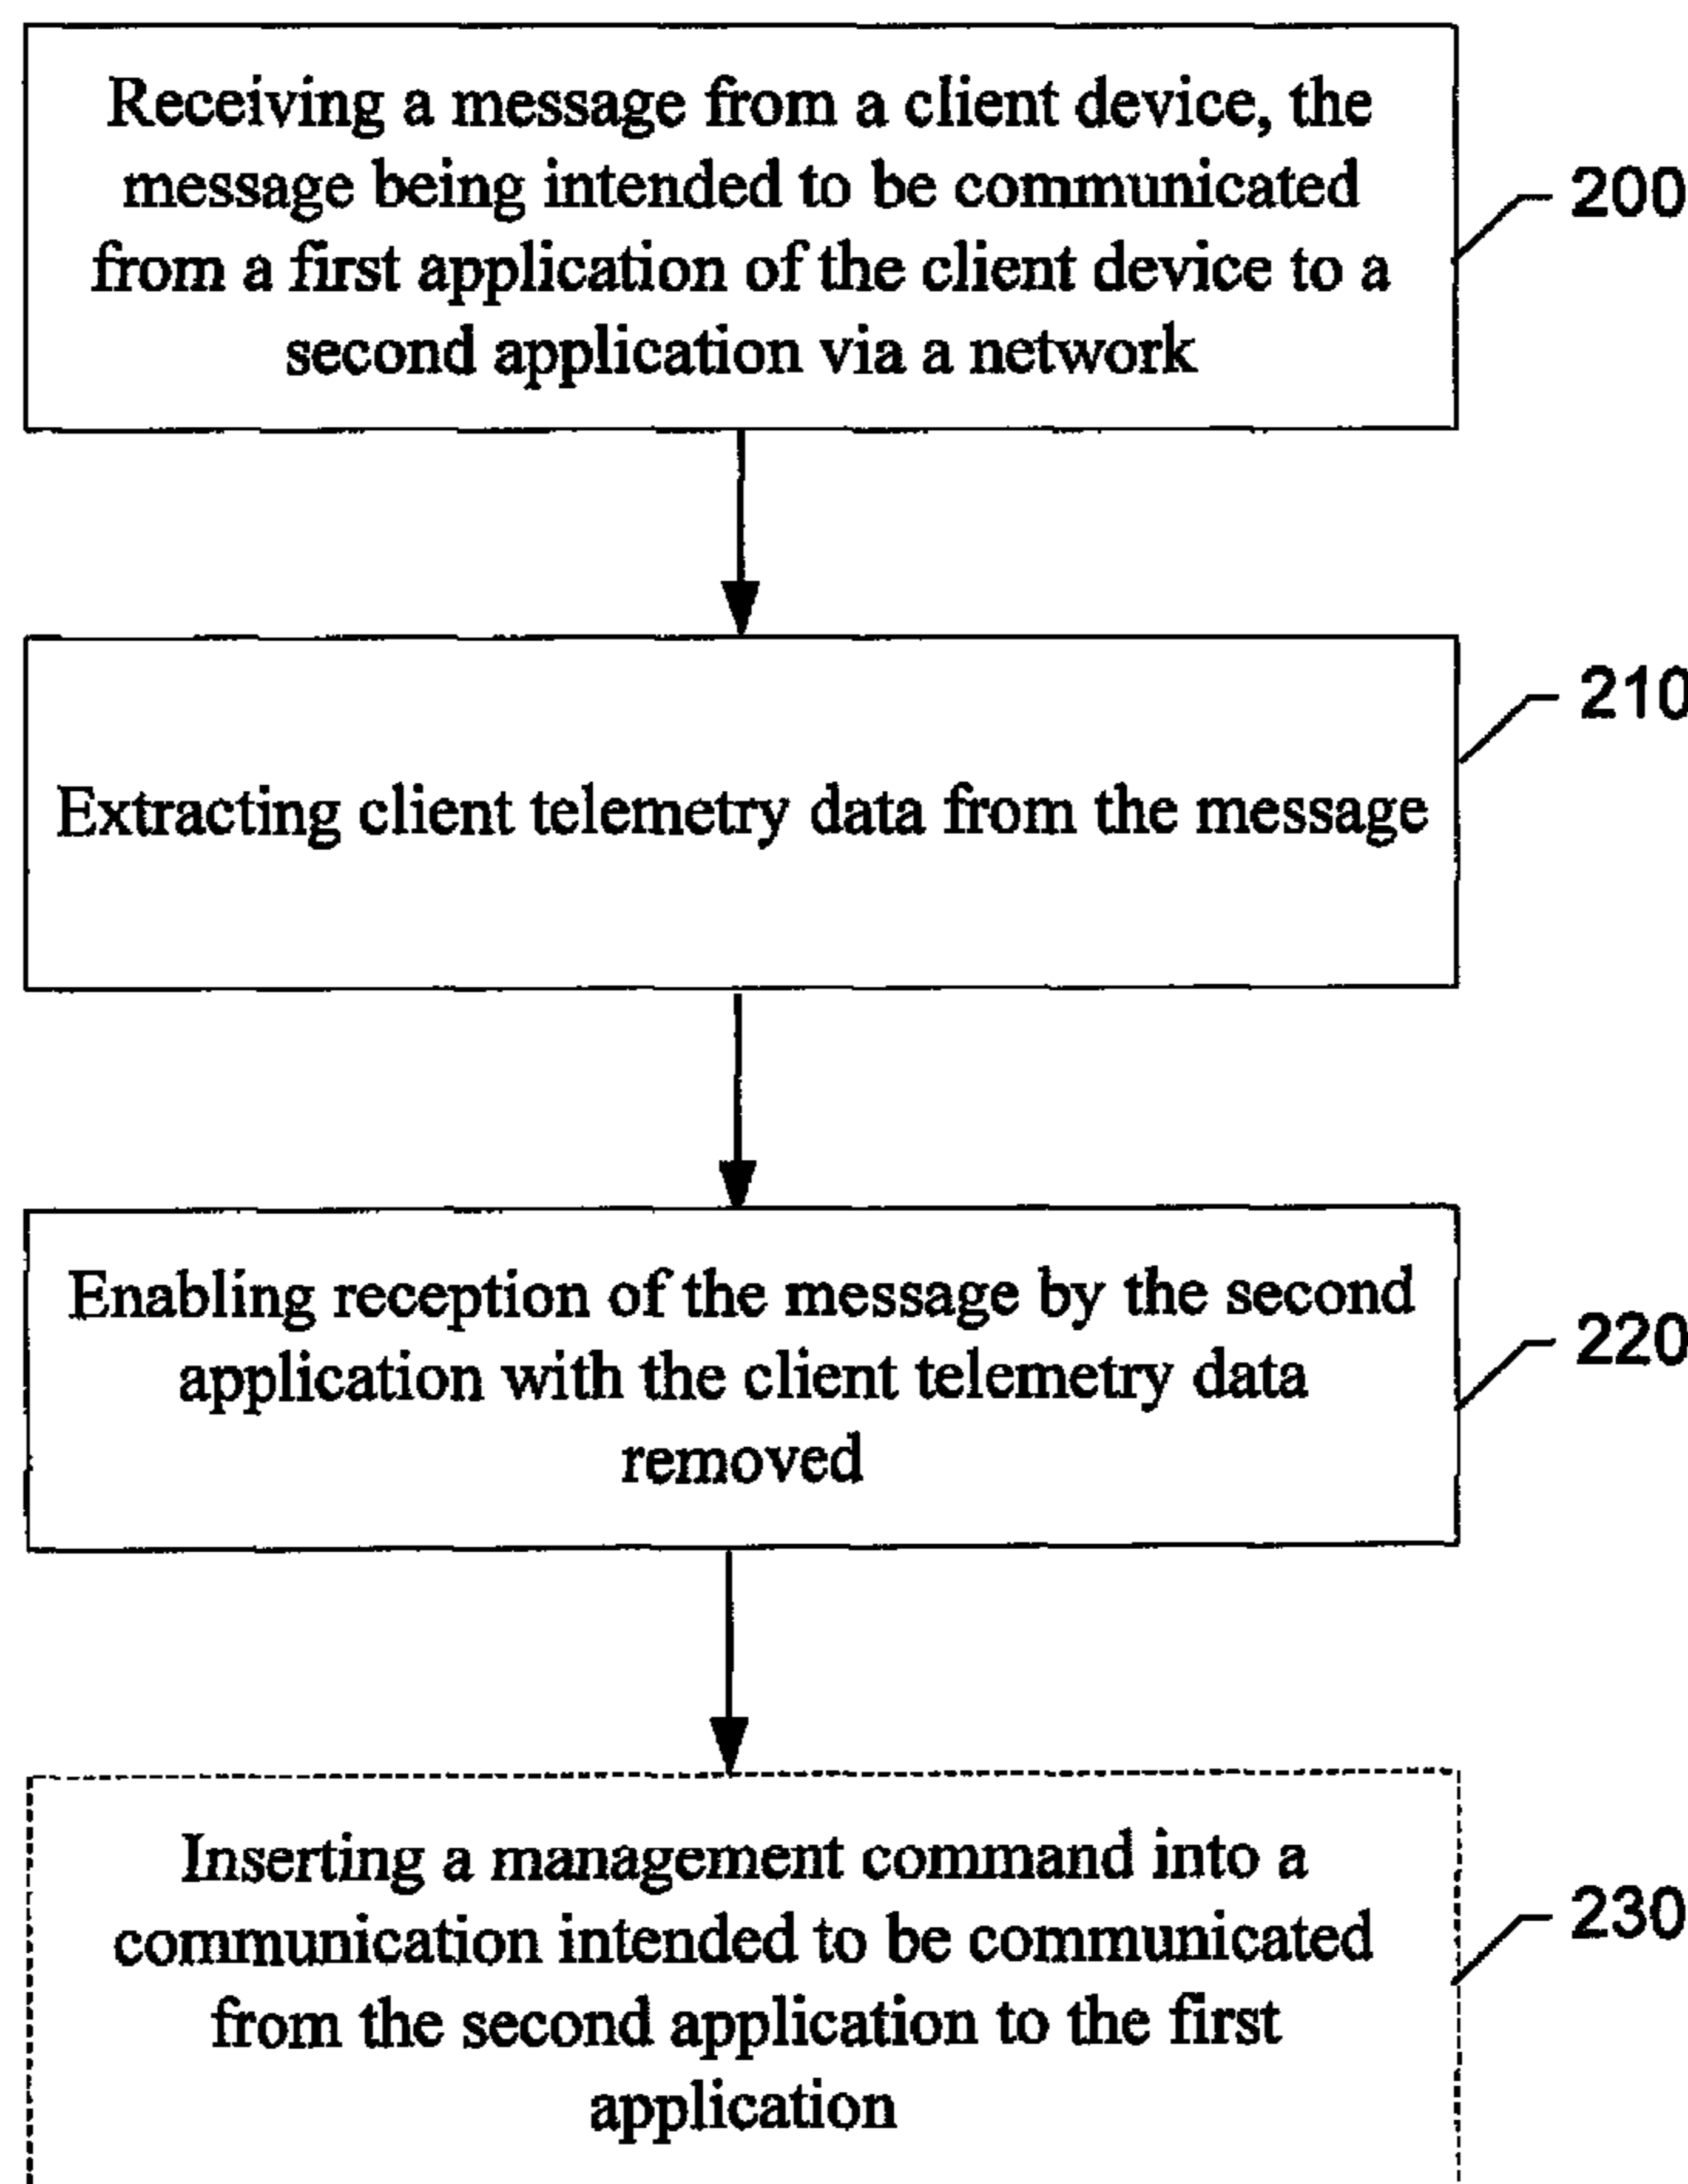 Receiving a message from a client device, the
message being intended to be communicated
from a first application of the client device to a
second application via a network
200
Extracting client telemetry data from the message
210
Enabling reception of the message by the second
application with the client telemetry data
removed
220
Inserting a management command into a
communication intended to be communicated
from the second application to the first
application
230